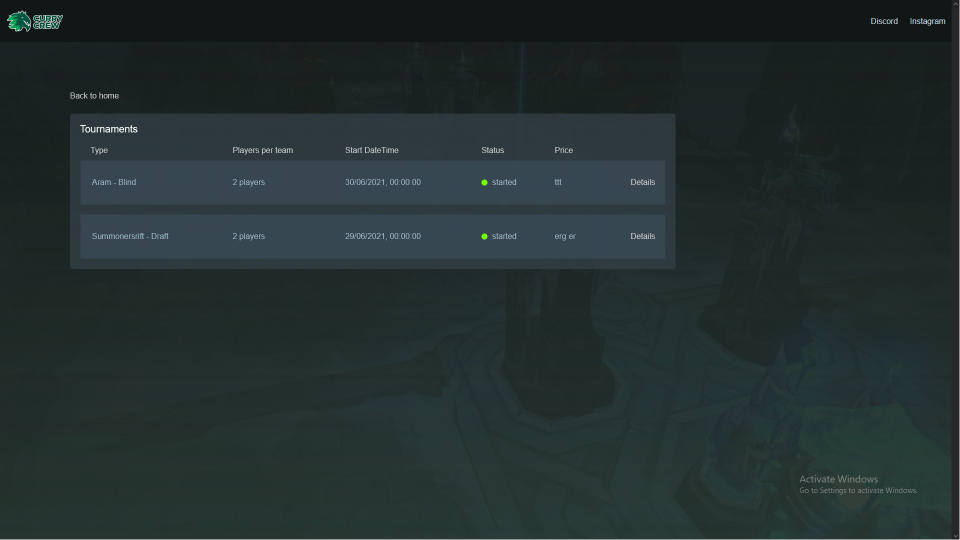 CURRY CREW
Discord Instagram
Back to home
Tournaments
Type Players per team Start DateTime Status Price
Aram - Blind 2 players 30/06/2021, 00:00:00 started ttt Details
Summonersrift - Draft 2 players 29/06/2021, 00:00:00 started erg er Details
Activate Windows
Go to Settings to activate Windows.